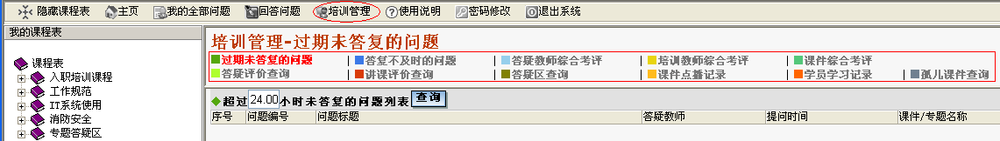 隐藏课程表 主页 我的全部问题 回答问题 培训管理 使用说明 密码修改 退出系统
我的课程表
课程表
入职培训课程
工作规范
IT系统使用
消防安全
专题答疑区
培训管理-过期未答复的问题
过期未答复的问题 | 答复不及时的问题 | 答疑教师综合考评 | 培训教师综合考评 | 课件综合考评
答疑评价查询 | 讲课评价查询 | 答疑区查询 | 课件点播记录 | 学员学习记录 | 孤儿课件查询
超过24.00小时未答复的问题列表 查询
序号 问题编号 问题标题 答疑教师 提问时间 课件/专题名称